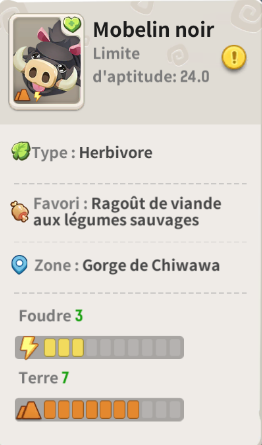 Mobelin noir
Limite
d'aptitude: 24.0
Type : Herbivore
Favori : Ragoût de viande
aux légumes sauvages
Zone : Gorge de Chiwawa
Foudre 3
Terre 7